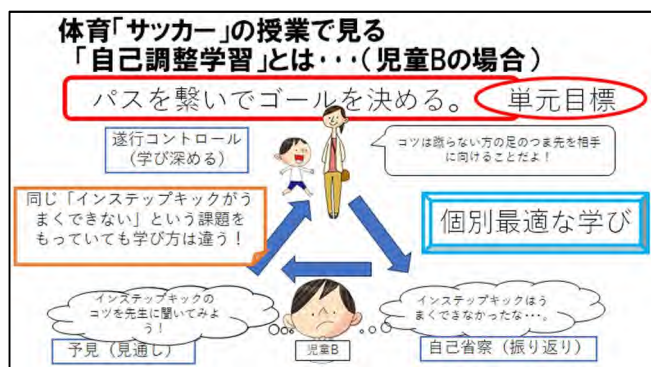 体育「サッカー」の授業で見る
「自己調整学習」とは・・・(児童Bの場合)
パスを繋いでゴールを決める。
単元目標
遂行コントロール
(学び深める)
コツは蹴らない方の足のつま先を相手
に向けることだよ！
同じ「インステップキックがう
まくできない」という課題を
もっていても学び方は違う！
個別最適な学び
インステップキックの
コツを先生に聞いてみよ
う！
インステップキックはう
まくできなかったな・・・。
予見（見通し）
児童B
自己省察（振り返り）